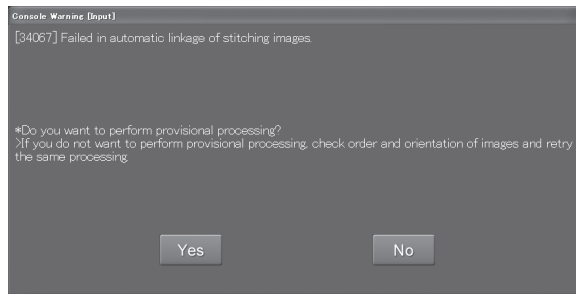 Console Warning [Input]
[34067] Failed in automatic linkage of stitching images.
*Do you want to perform provisional processing?
>If you do not want to perform provisional processing, check order and orientation of images and retry
the same processing.
Yes
No